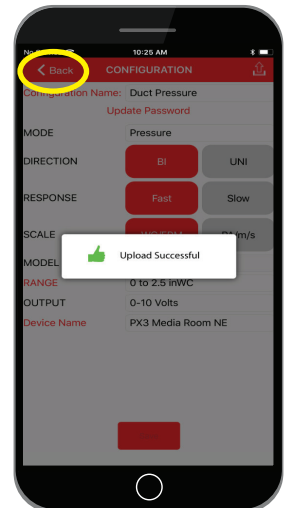 10:25 AM
Back CONFIGURATION
Configuration Name: Duct Pressure
Update Password
MODE Pressure
DIRECTION BI UNI
RESPONSE Fast Slow
SCALE
Upload Successful
MODEL
RANGE 0 to 2.5 inWC
OUTPUT 0-10 Volts
Device Name PX3 Media Room NE